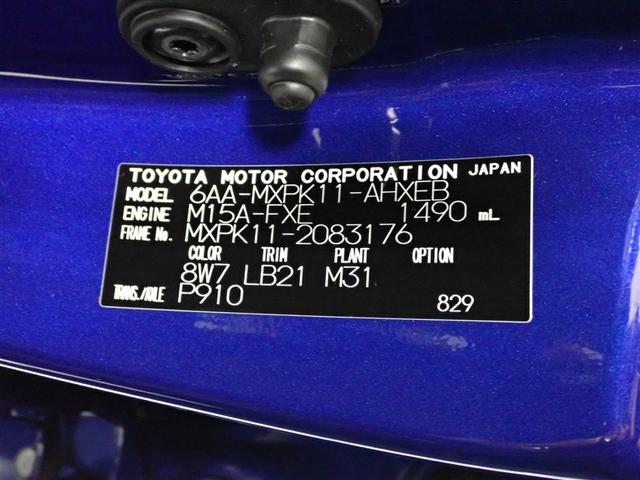 TOYOTA MOTOR CORPORATION JAPAN
MODEL 6AA-MXPK11-AHXEB
ENGINE M15A-FXE 1490 mL
FRAME No. MXPK11-2083176
COLOR TRIM PLANT OPTION
8W7 LB21 M31
TRANS./AXLE P910 829